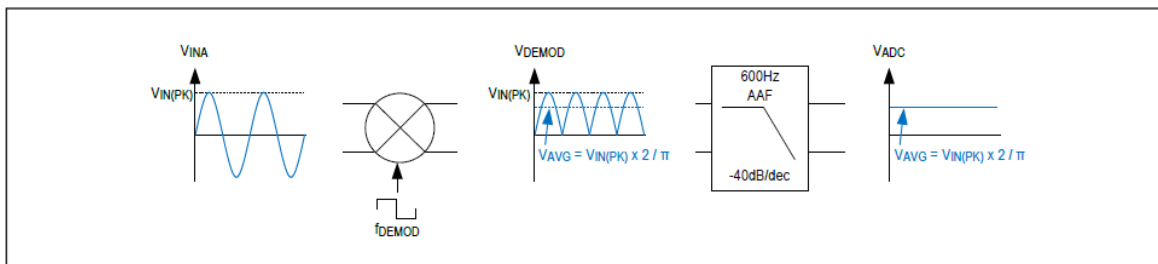 VINA
VIN(PK)
fDEMOD
VDEMOD
VIN(PK)
VAVG = VIN(PK) x 2 / π
600Hz
AAF
-40dB/dec
VADC
VAVG = VIN(PK) x 2 / π